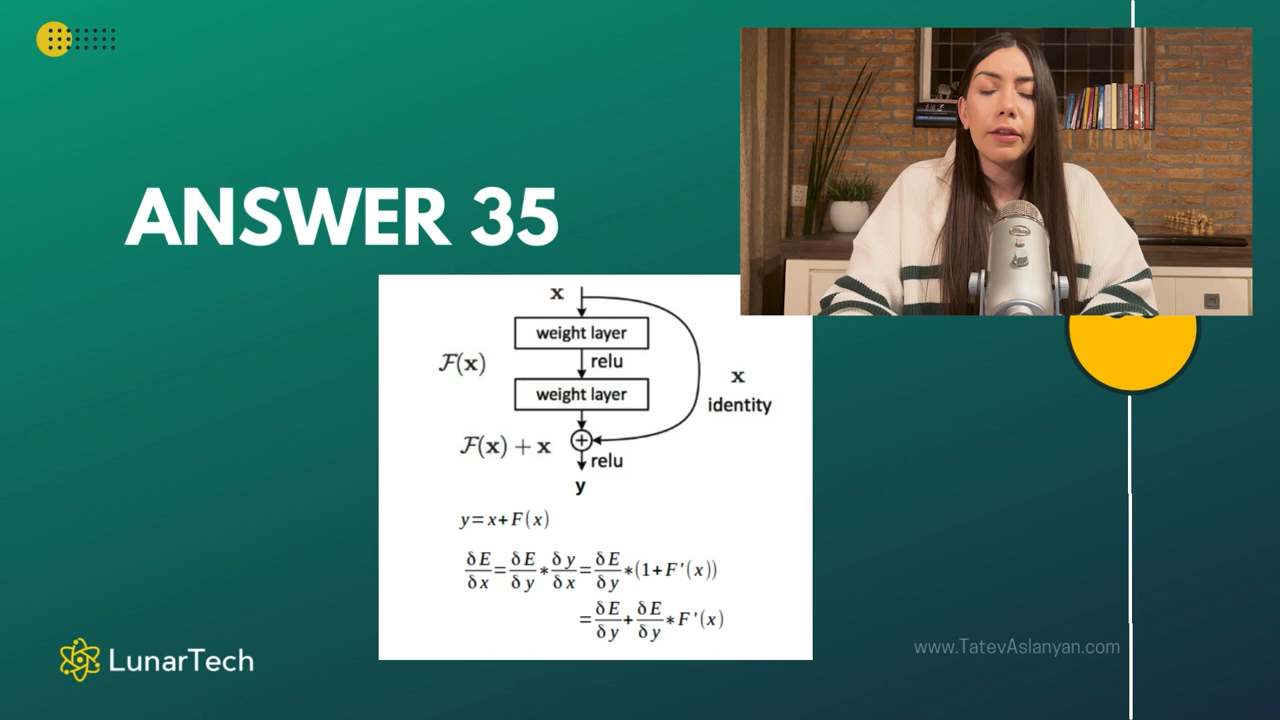 ANSWER 35
x
weight layer
F(x)
relu
x
weight layer
identity
F(x) + x
relu
y
y=x+F(x)
δE/δx=δE/δy*δy/δx=δE/δy*(1+F'(x))
=δE/δy+δE/δy*F'(x)
LunarTech
www.TatevAslanyan.com